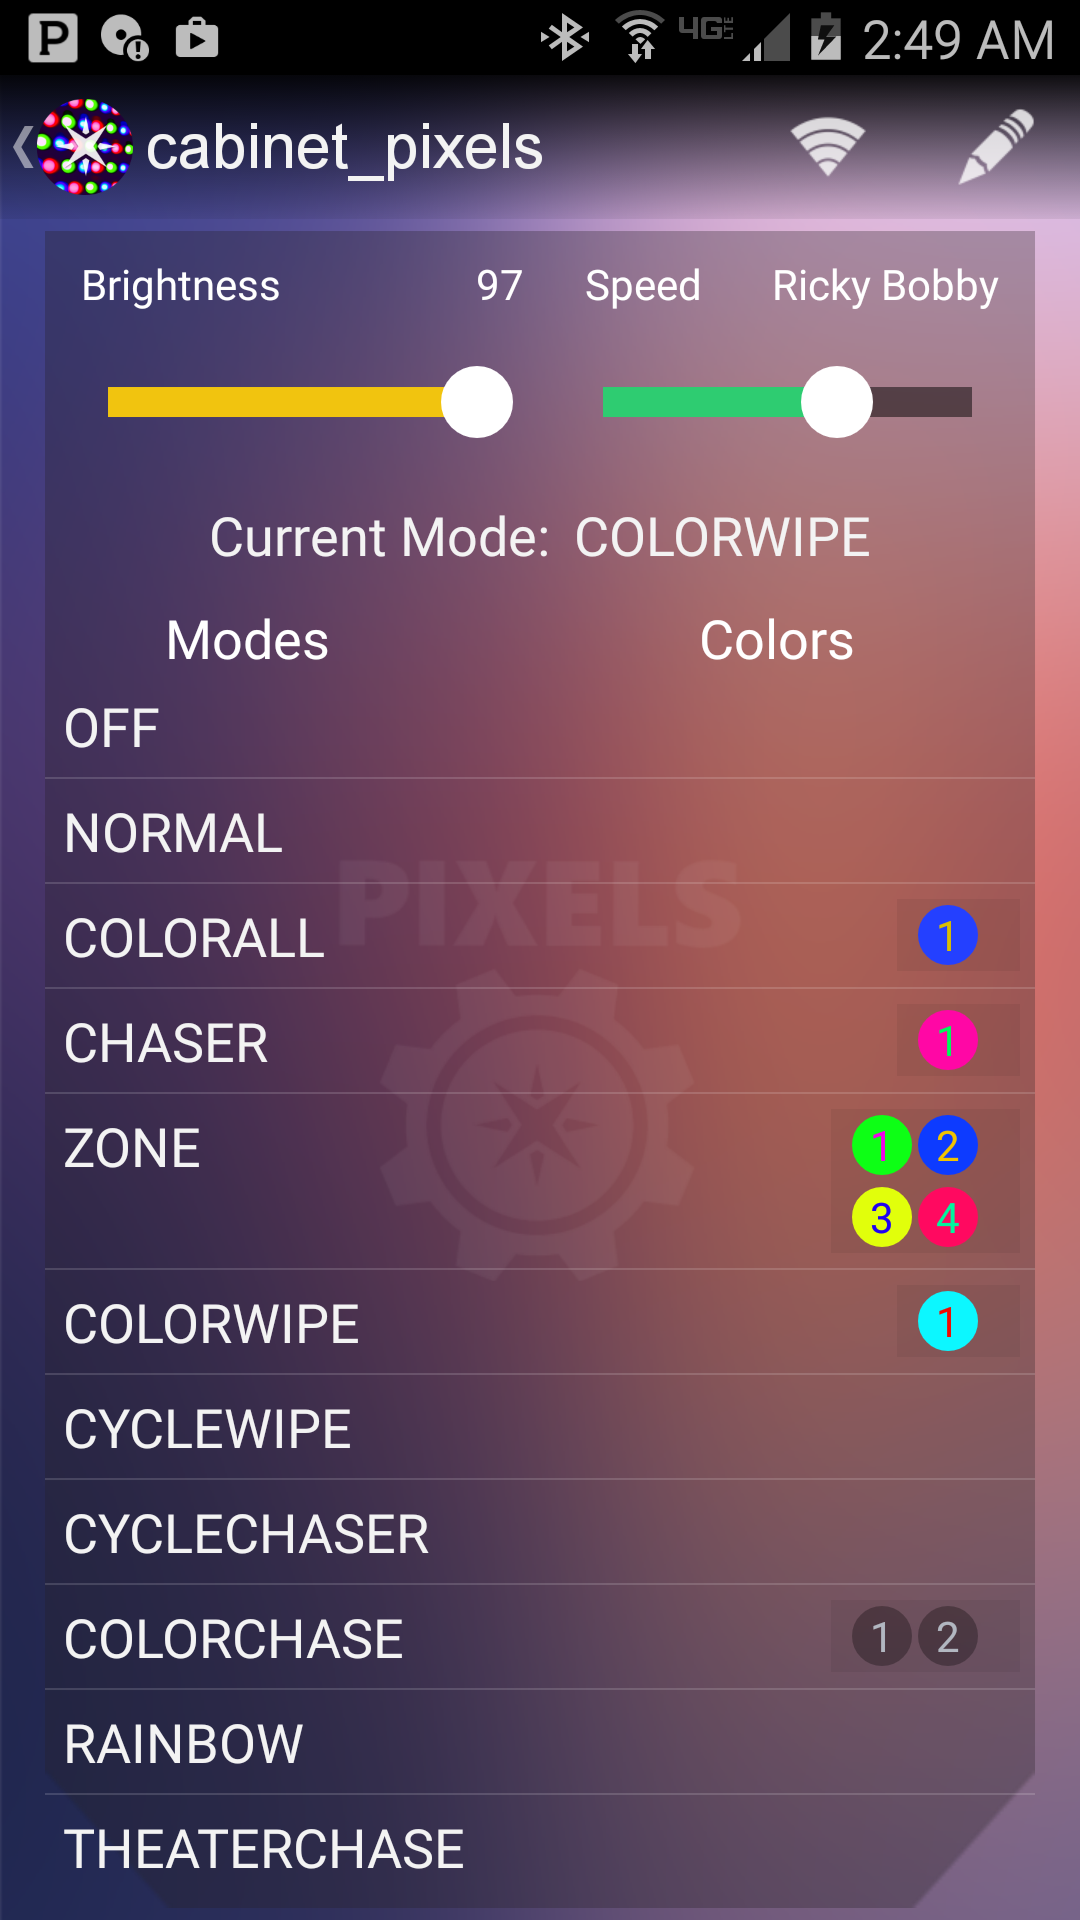 P 4G LTE 2:49 AM
cabinet_pixels
Brightness 97 Speed Ricky Bobby
Current Mode: COLORWIPE
Modes Colors
OFF
NORMAL
PIXELS
COLORALL 1
CHASER 1
ZONE 1 2
3 4
COLORWIPE 1
CYCLEWIPE
CYCLECHASER
COLORCHASE 1 2
RAINBOW
THEATERCHASE